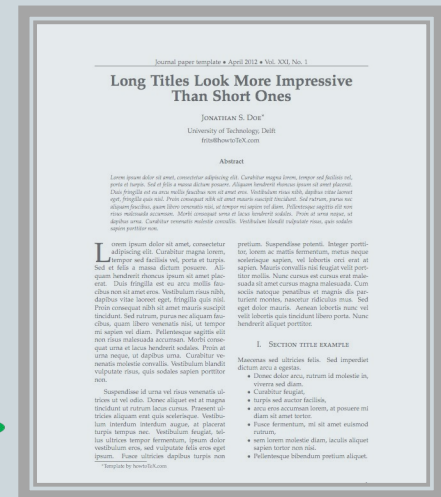 Journal paper template • April 2012 • Vol. XXI, No. 1
Long Titles Look More Impressive
Than Short Ones
Jonathan S. Doe*
University of Technology, Delft
frits@howtoTeX.com
Abstract
Lorem ipsum dolor sit amet, consectetur adipiscing elit. Curabitur magna lorem, tempor sed facilisis vel,
porta et turpis. Sed et felis a massa dictum posuere. Aliquam hendrerit rhoncus ipsum sit amet placerat.
Duis fringilla est eu arcu mollis faucibus non sit amet eros. Vestibulum risus nibh, dapibus vitae laoreet
eget, fringilla quis nisl. Proin consequat nibh sit amet mauris suscipit tincidunt. Sed rutrum, purus nec
aliquam faucibus, quam libero venenatis nisi, ut tempor mi sapien vel diam. Pellentesque sagittis elit non
risus malesuada accumsan. Morbi consequat urna et lacus hendrerit sodales. Proin at urna neque, ut
dapibus urna. Curabitur venenatis molestie convallis. Vestibulum blandit vulputate risus, quis sodales
sapien porttitor non.
Lorem ipsum dolor sit amet, consectetur
adipiscing elit. Curabitur magna lorem,
tempor sed facilisis vel, porta et turpis.
Sed et felis a massa dictum posuere. Ali-
quam hendrerit rhoncus ipsum sit amet plac-
erat. Duis fringilla est eu arcu mollis fau-
cibus non sit amet eros. Vestibulum risus nibh,
dapibus vitae laoreet eget, fringilla quis nisl.
Proin consequat nibh sit amet mauris suscipit
tincidunt. Sed rutrum, purus nec aliquam fau-
cibus, quam libero venenatis nisi, ut tempor
mi sapien vel diam. Pellentesque sagittis elit
non risus malesuada accumsan. Morbi conse-
quat urna et lacus hendrerit sodales. Proin at
urna neque, ut dapibus urna. Curabitur ve-
nenatis molestie convallis. Vestibulum blandit
vulputate risus, quis sodales sapien porttitor
non.
Suspendisse id urna vel risus venenatis ul-
trices ut vel odio. Donec aliquet est at magna
tincidunt ut rutrum lacus cursus. Praesent ul-
tricies aliquam erat quis scelerisque. Vestibu-
lum interdum interdum augue, at placerat
turpis tempus nec. Vestibulum feugiat, tel-
lus ultrices tempor fermentum, ipsum dolor
vestibulum eros, sed vulputate felis eros eget
ipsum. Fusce ultricies dapibus turpis non
*Template by howtoTeX.com
pretium. Suspendisse potenti. Integer portti-
tor, lorem ac mattis fermentum, metus neque
scelerisque sapien, vel lobortis orci erat at
sapien. Mauris convallis nisi feugiat velit port-
titor mollis. Nunc cursus est cursus erat male-
suada sit amet cursus magna malesuada. Cum
sociis natoque penatibus et magnis dis par-
turient montes, nascetur ridiculus mus. Sed
eget dolor mauris. Aenean lobortis nunc vel
velit lobortis quis tincidunt libero porta. Nunc
hendrerit aliquet porttitor.
I. Section title example
Maecenas sed ultricies felis. Sed imperdiet
dictum arcu a egestas.
• Donec dolor arcu, rutrum id molestie in,
viverra sed diam.
• Curabitur feugiat,
• turpis sed auctor facilisis,
• arcu eros accumsan lorem, at posuere mi
diam sit amet tortor.
• Fusce fermentum, mi sit amet euismod
rutrum,
• sem lorem molestie diam, iaculis aliquet
sapien tortor non nisi.
• Pellentesque bibendum pretium aliquet.